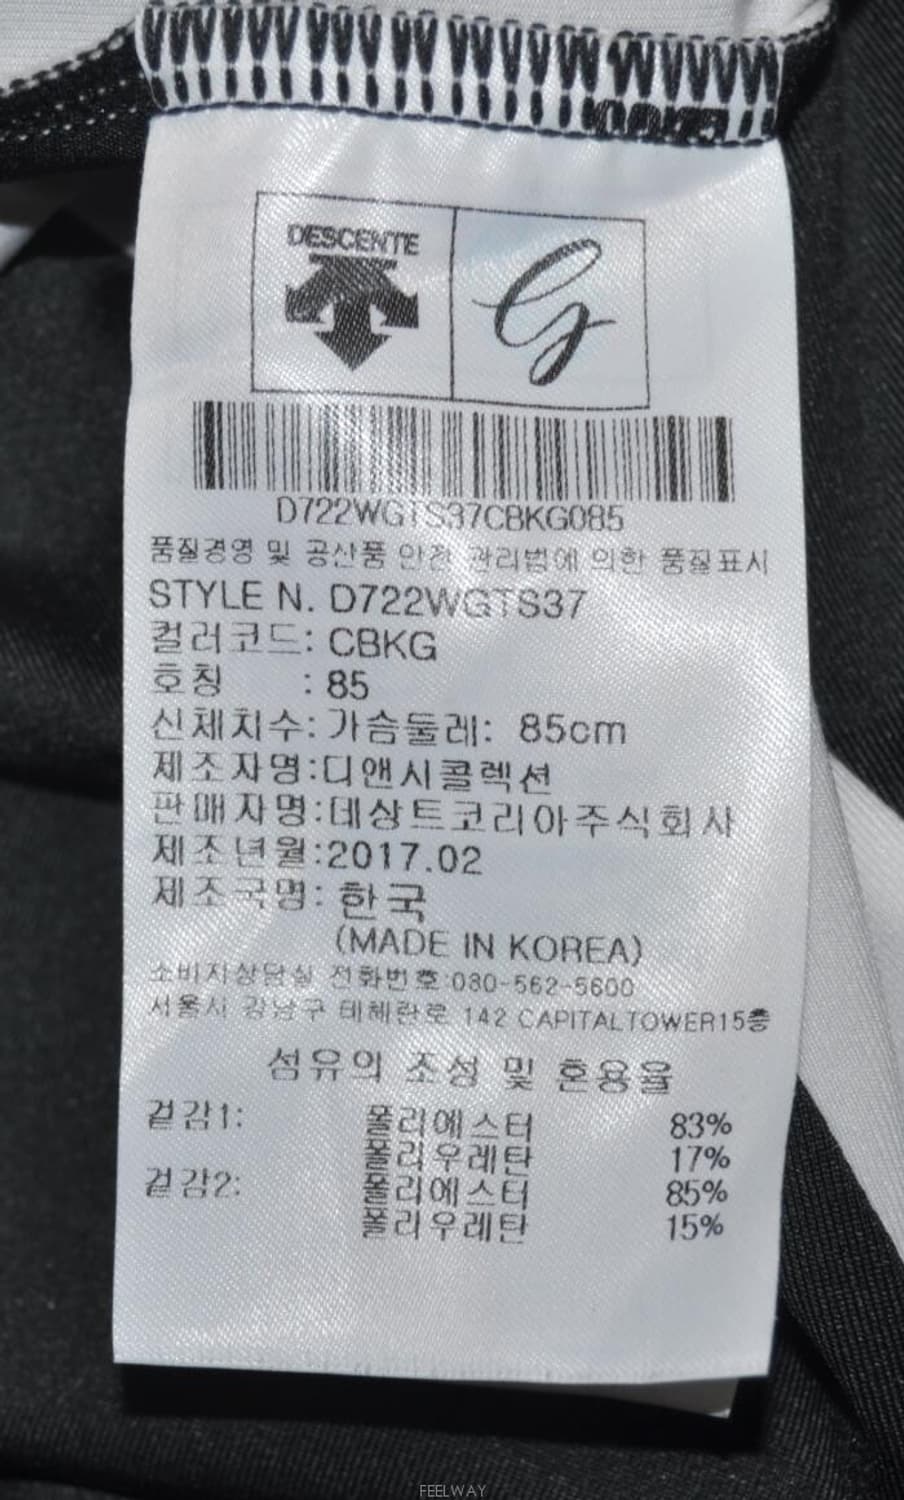 DESCENTE
G
D722WGTS37CBKG085
품질경영 및 공산품 안전 관리법에 의한 품질표시
STYLE N. D722WGTS37
컬러코드: CBKG
호칭 : 85
신체치수: 가슴둘레: 85cm
제조자명:디앤시콜렉션
판매자명:데상트코리아주식회사
제조년월:2017.02
제조국명: 한국
(MADE IN KOREA)
소비자상담실 전화번호:080-562-5600
서울시 강남구 테헤란로 142 CAPITALTOWER15층
섬유의 조성 및 혼용율
겉감1: 폴리에스터 83%
폴리우레탄 17%
겉감2: 폴리에스터 85%
폴리우레탄 15%
FEELWAY